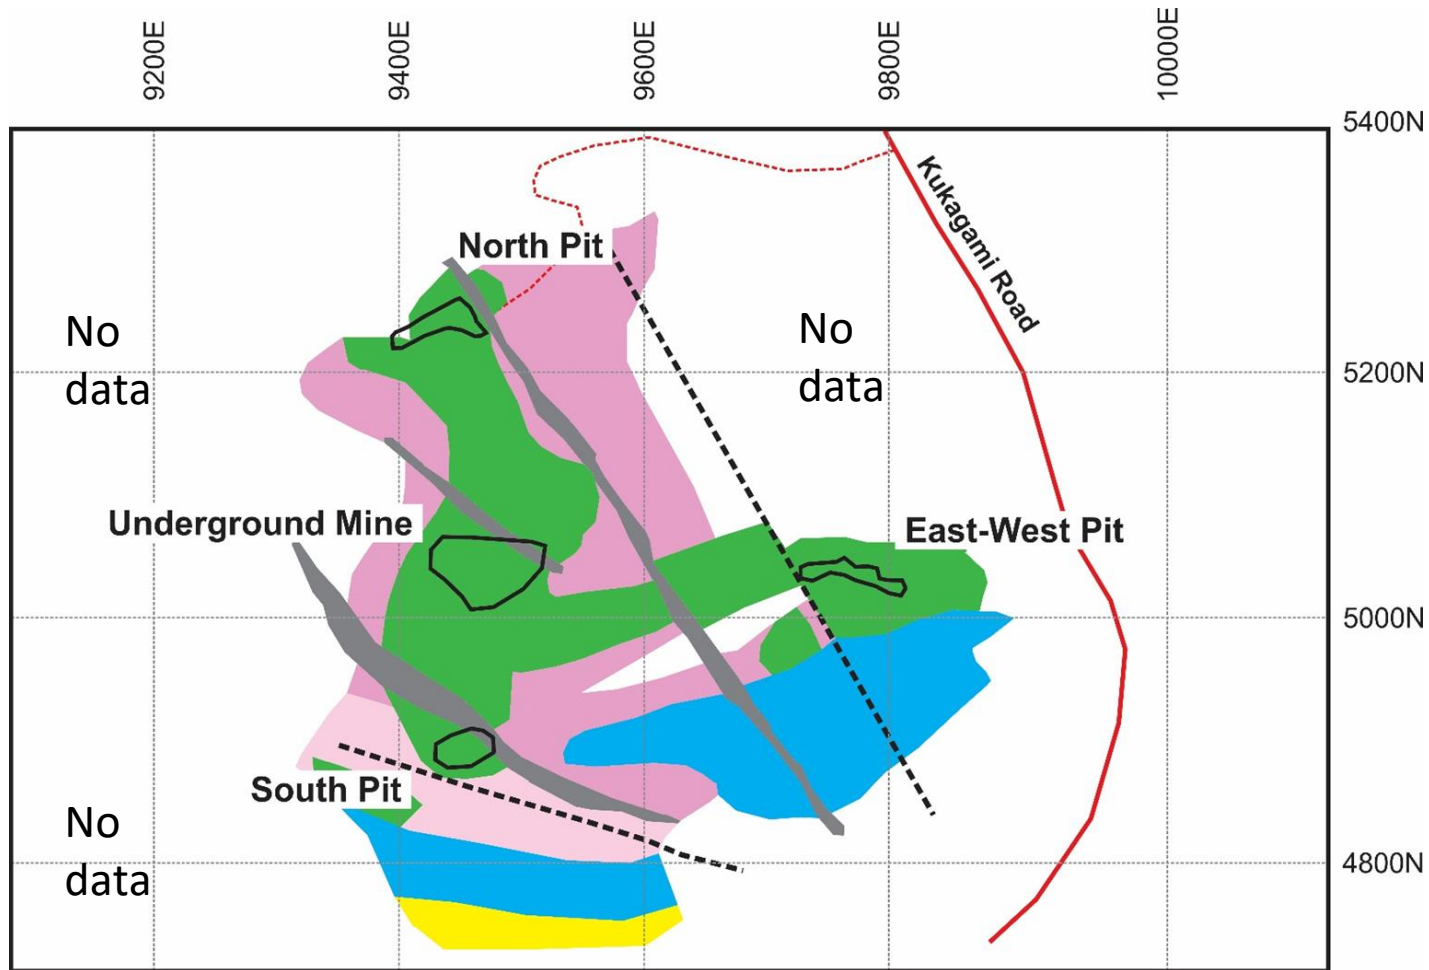 9200E
9400E
9600E
9800E
10000E
5400N
Kukagami Road
North Pit
No
data
No
data
5200N
Underground Mine
East-West Pit
5000N
South Pit
No
data
4800N